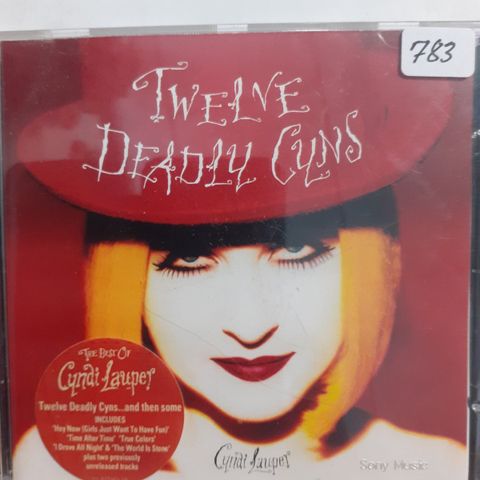 783
TWELVE
DEADLY CYNS
THE BEST OF
Cyndi Lauper
Twelve Deadly Cyns...and then some
INCLUDES
'Hey Now (Girls Just Want To Have Fun)'
'Time After Time' 'True Colors'
'I Drove All Night' & 'The World Is Stone'
plus two previously
unreleased tracks
Cyndi Lauper
Sony Music